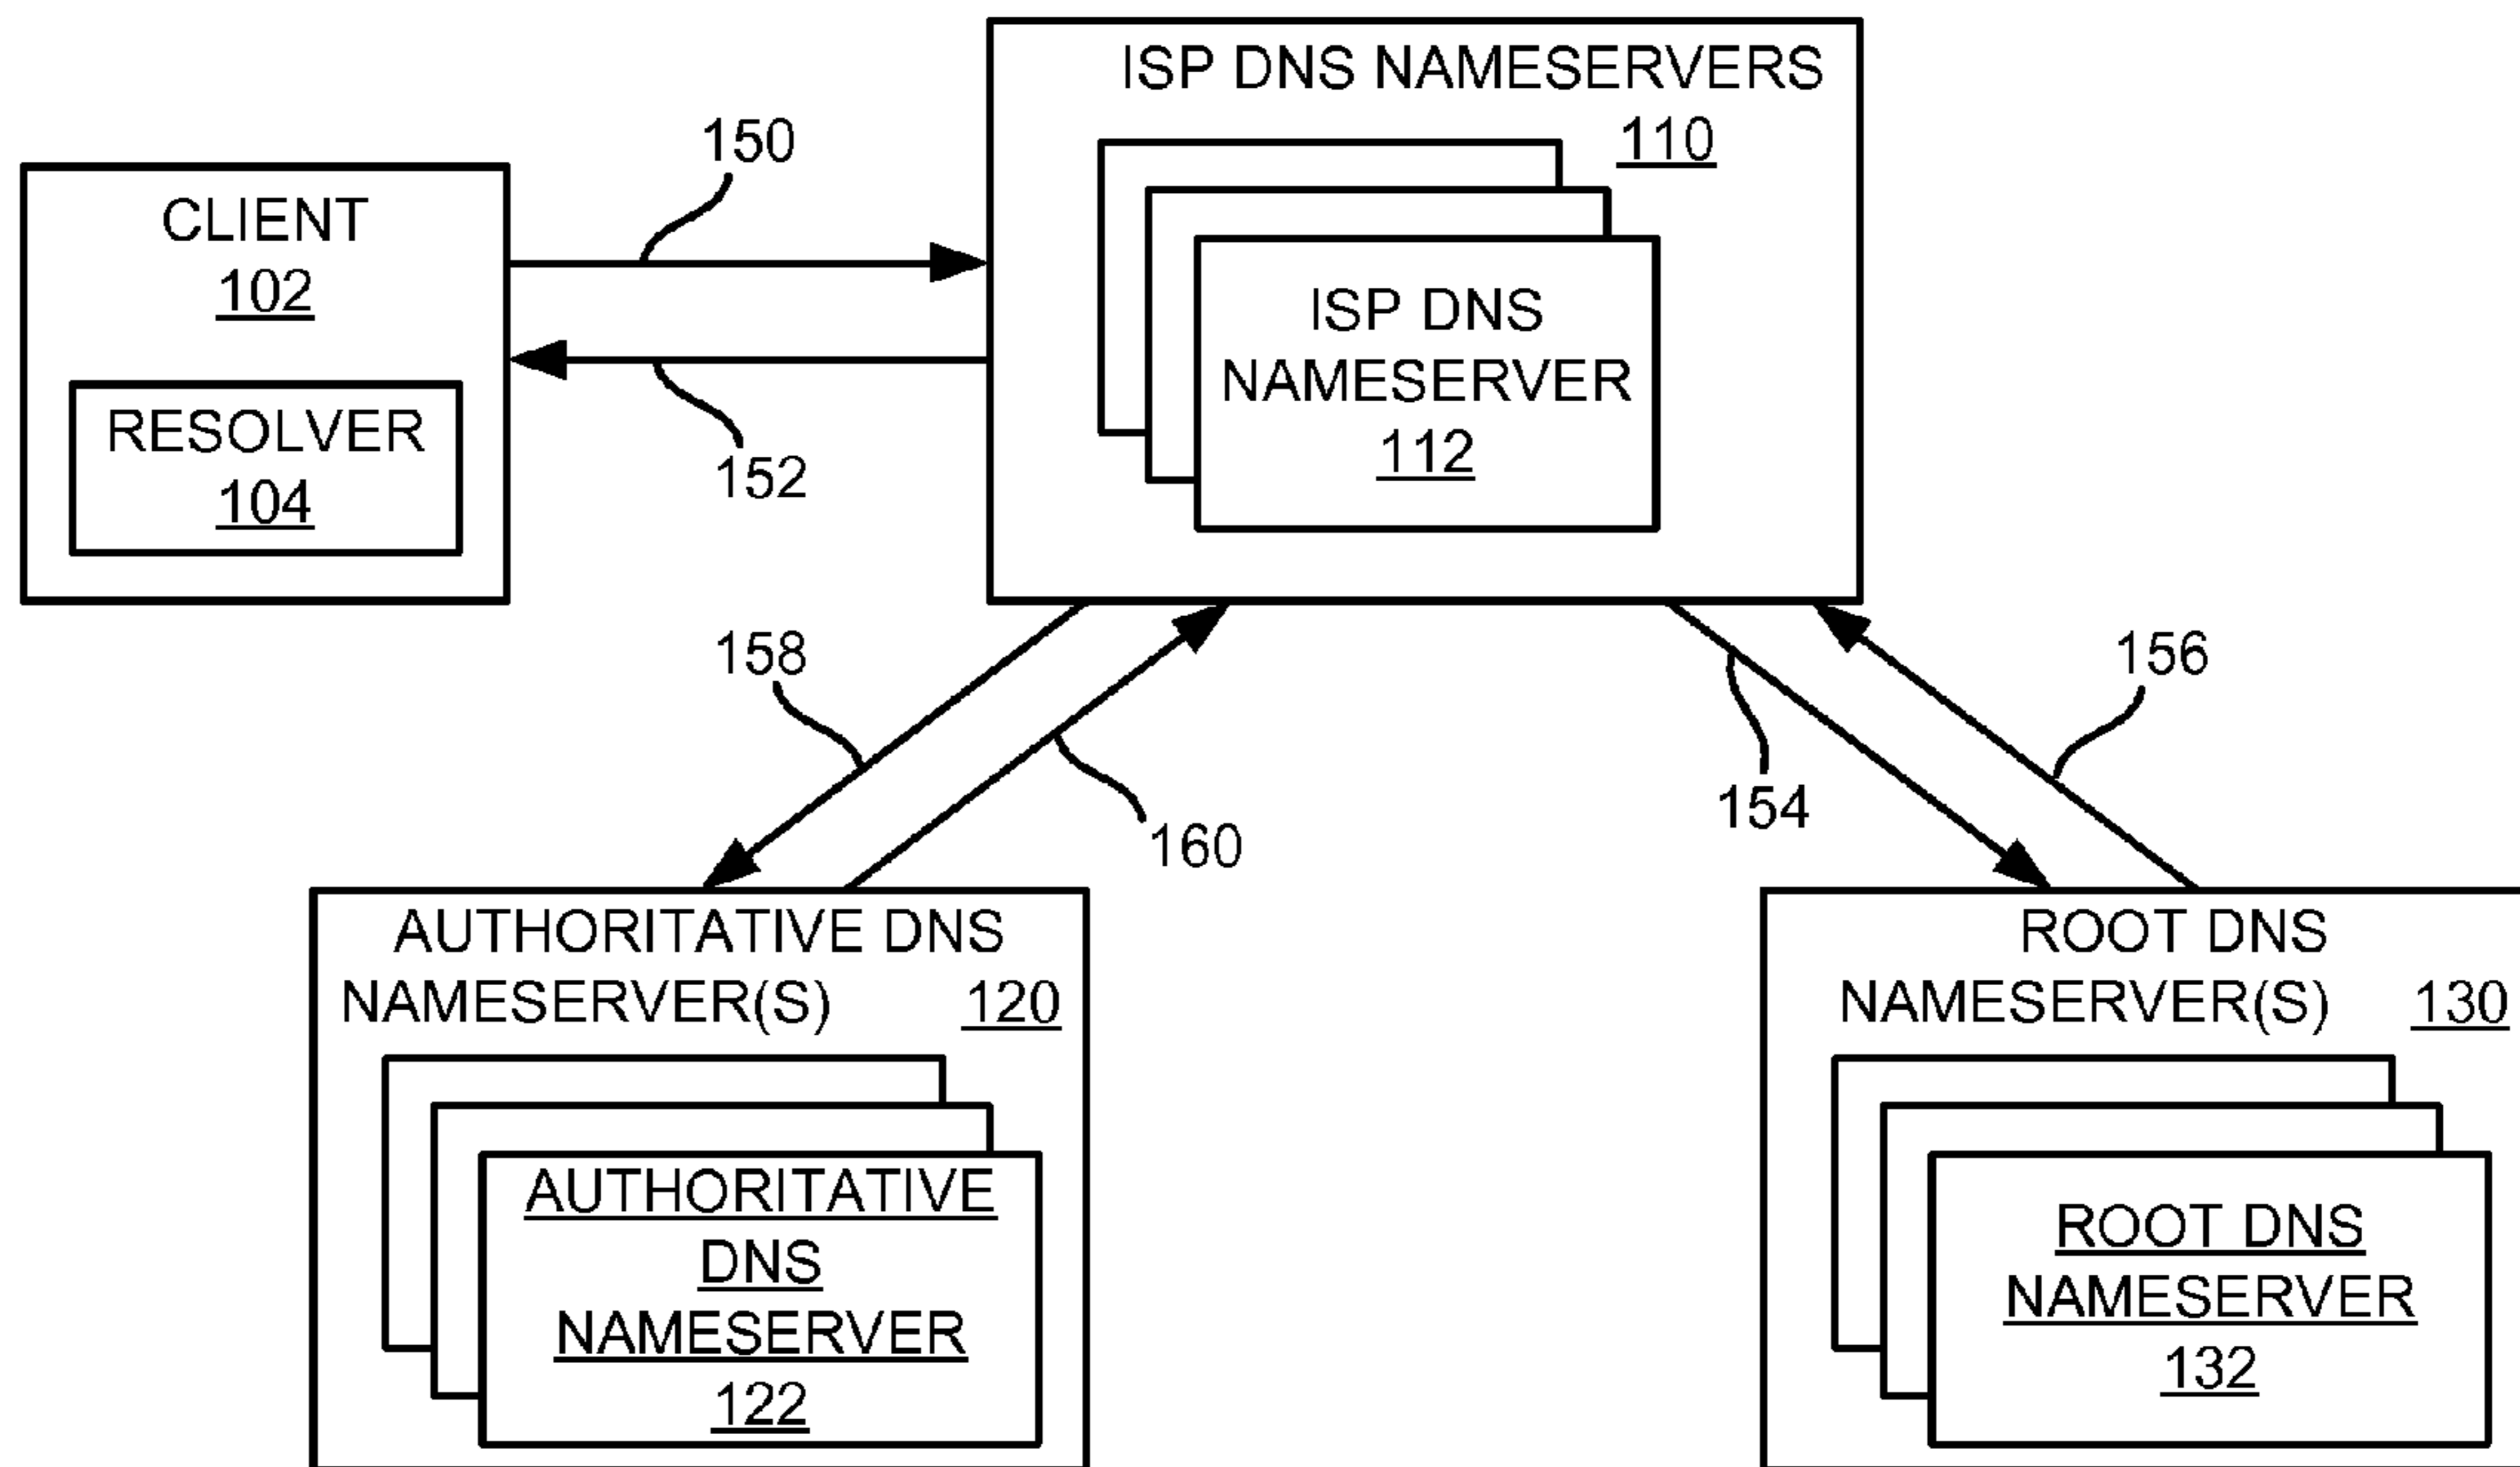 ISP DNS NAMESERVERS
110
150
CLIENT
102
ISP DNS
NAMESERVER
112
RESOLVER
104
152
158
156
154
160
AUTHORITATIVE DNS
NAMESERVER(S) 120
ROOT DNS
NAMESERVER(S) 130
AUTHORITATIVE
DNS
NAMESERVER
122
ROOT DNS
NAMESERVER
132